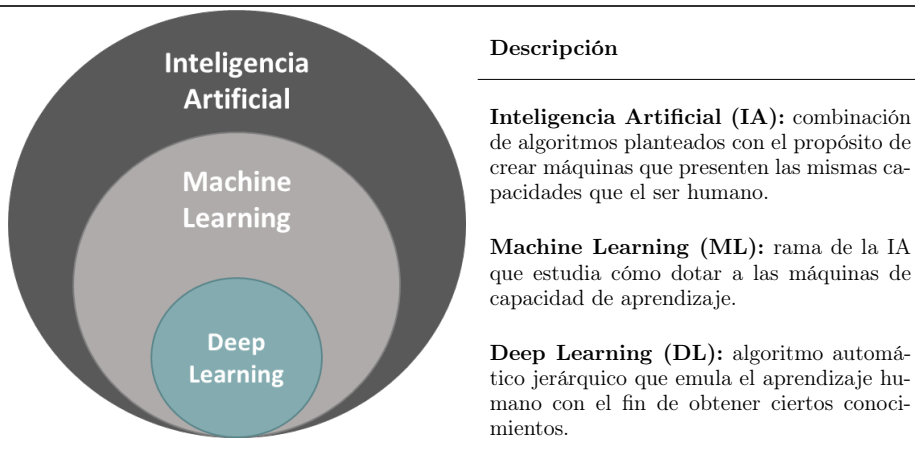 Inteligencia
Artificial
Machine
Learning
Deep
Learning
Descripción
Inteligencia Artificial (IA): combinación
de algoritmos planteados con el propósito de
crear máquinas que presenten las mismas ca-
pacidades que el ser humano.
Machine Learning (ML): rama de la IA
que estudia cómo dotar a las máquinas de
capacidad de aprendizaje.
Deep Learning (DL): algoritmo automá-
tico jerárquico que emula el aprendizaje hu-
mano con el fin de obtener ciertos conoci-
mientos.